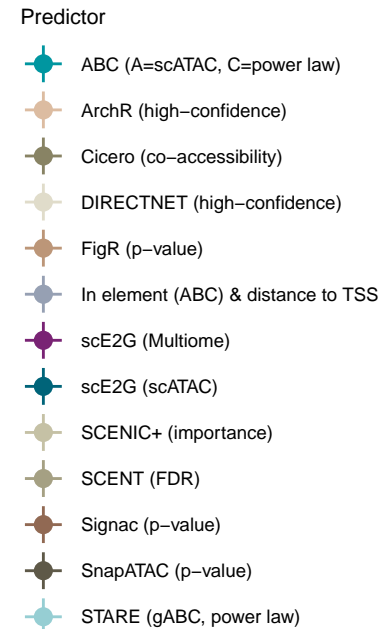 Predictor
ABC (A=scATAC, C=power law)
ArchR (high−confidence)
Cicero (co−accessibility)
DIRECTNET (high−confidence)
FigR (p−value)
In element (ABC) & distance to TSS
scE2G (Multiome)
scE2G (scATAC)
SCENIC+ (importance)
SCENT (FDR)
Signac (p−value)
SnapATAC (p−value)
STARE (gABC, power law)